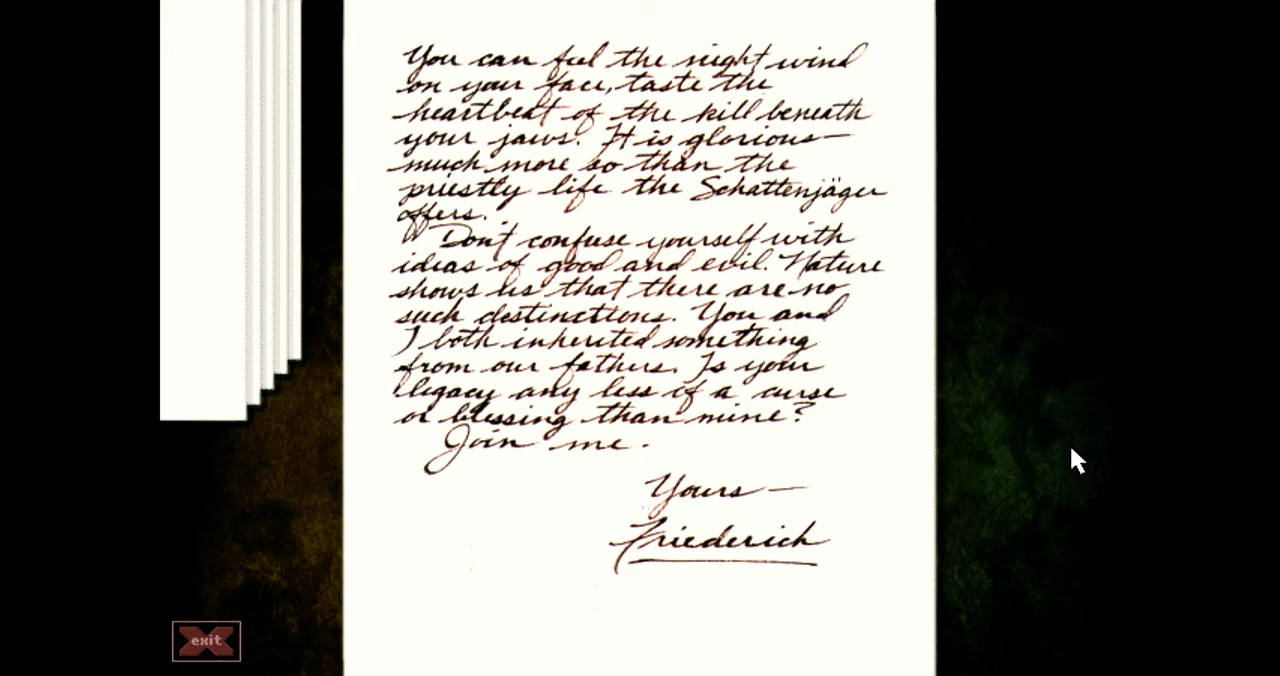 You can feel the night wind
on your face, taste the
heartbeat of the kill beneath
your jaws. It is glorious—
much more so than the
priestly life the Schattenjäger
offers.
Don't confuse yourself with
ideas of good and evil. Nature
shows us that there are no
such destinctions. You and
I both inherited something
from our fathers. Is your
legacy any less of a curse
or blessing than mine?
Join me.
Yours—
Friederich
exit